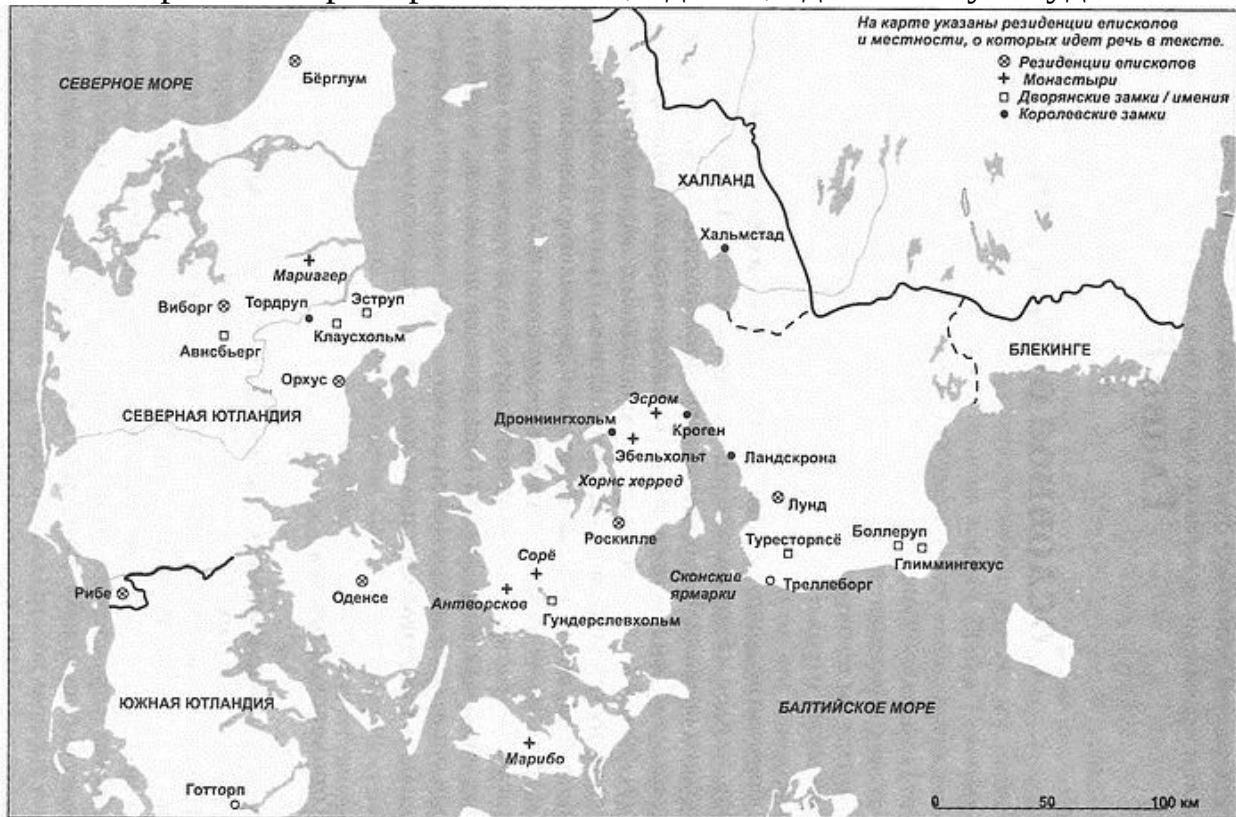 На карте указаны резиденции епископов
и местности, о которых идет речь в тексте.
Резиденции епископов
Монастыри
Дворянские замки / имения
Королевские замки
СЕВЕРНОЕ МОРЕ
Бёрглум
ХАЛЛАНД
Хальмстад
Мариагер
Виборг
Тордруп
Эструп
Клаусхольм
Ависбьерг
БЛЕКИНГЕ
Орхус
СЕВЕРНАЯ ЮТЛАНДИЯ
Эсром
Дроннингхольм
Кроген
Эбельхольт
Ландскрона
Хорнс херред
Лунд
Роскилле
Туресторпсё
Боллеруп
Глиммингехус
Сорё
Сконские
ярмарки
Треллеборг
Рибе
Оденсе
Антворсков
Гундерслевхольм
ЮЖНАЯ ЮТЛАНДИЯ
БАЛТИЙСКОЕ МОРЕ
Марибо
Готторп
0 50 100 км